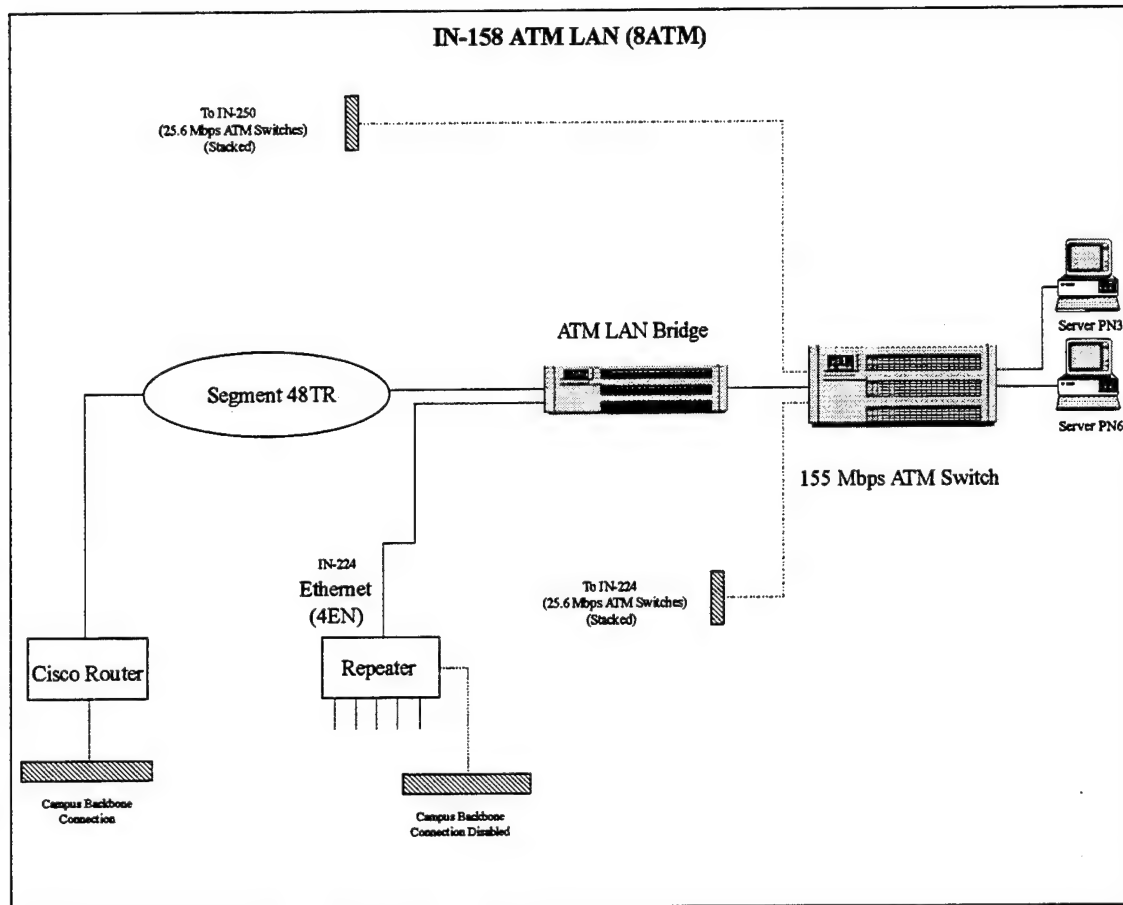 IN-158 ATM LAN (8ATM)
To IN-250
(25.6 Mbps ATM Switches)
(Stacked)
Server PN3
ATM LAN Bridge
Segment 48TR
Server PN6
155 Mbps ATM Switch
IN-224
Ethernet
(4EN)
To IN-224
(25.6 Mbps ATM Switches)
(Stacked)
Cisco Router
Repeater
Campus Backbone
Connection
Campus Backbone
Connection Disabled